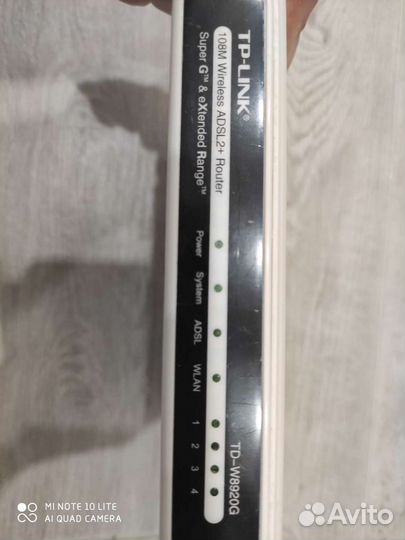 TP-LINK®
108M Wireless ADSL2+ Router
Super G™ & eXtended Range™
Power
System
ADSL
WLAN
1
2
3
4
TD-W8920G
MI NOTE 10 LITE
AI QUAD CAMERA
Avito